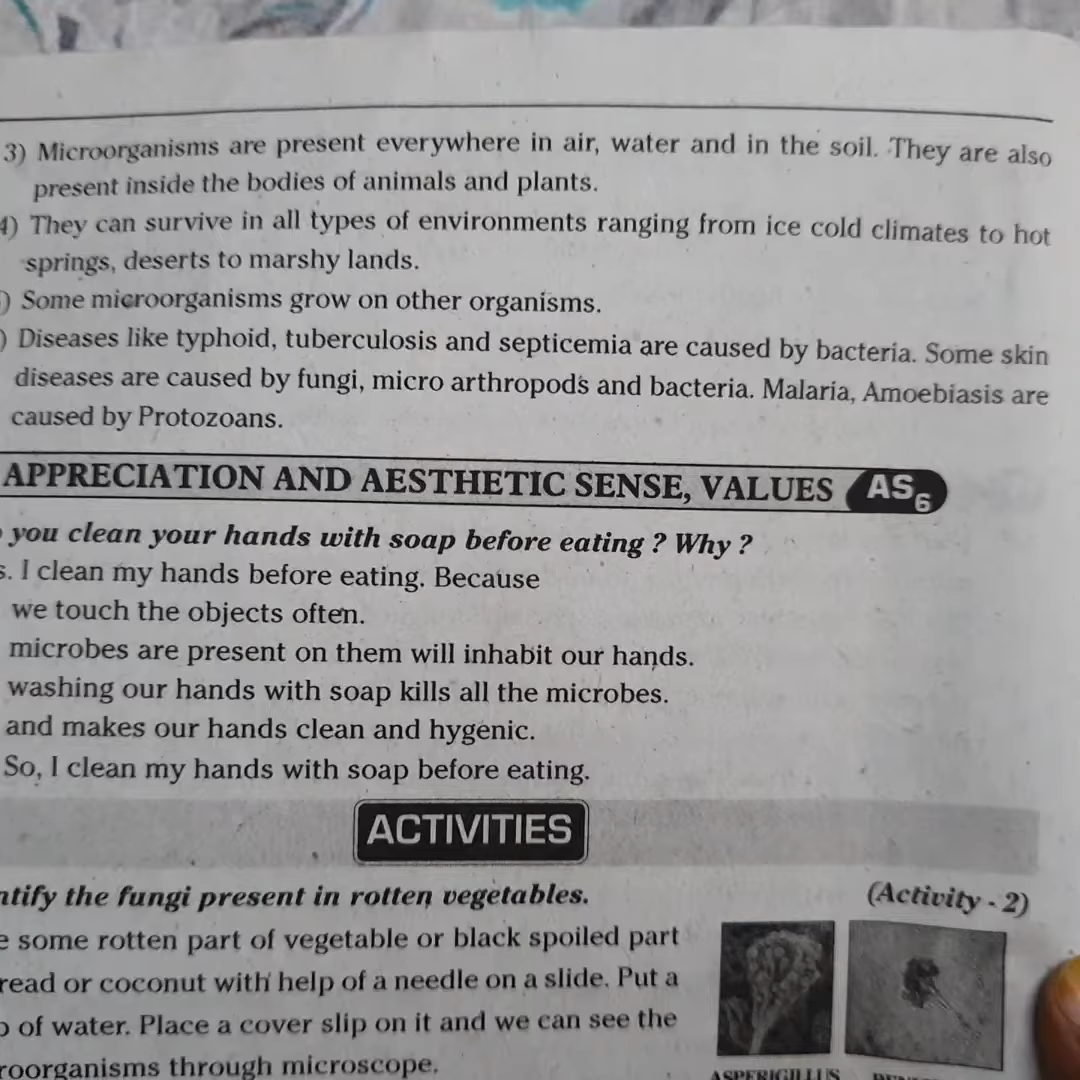 3) Microorganisms are present everywhere in air, water and in the soil. They are also
present inside the bodies of animals and plants.
4) They can survive in all types of environments ranging from ice cold climates to hot
springs, deserts to marshy lands.
) Some microorganisms grow on other organisms.
) Diseases like typhoid, tuberculosis and septicemia are caused by bacteria. Some skin
diseases are caused by fungi, micro arthropods and bacteria. Malaria, Amoebiasis are
caused by Protozoans.
APPRECIATION AND AESTHETIC SENSE, VALUES AS6
you clean your hands with soap before eating ? Why ?
s. I clean my hands before eating. Because
we touch the objects often.
microbes are present on them will inhabit our hands.
washing our hands with soap kills all the microbes.
and makes our hands clean and hygenic.
So, I clean my hands with soap before eating.
ACTIVITIES
ntify the fungi present in rotten vegetables. (Activity - 2)
e some rotten part of vegetable or black spoiled part
read or coconut with help of a needle on a slide. Put a
of water. Place a cover slip on it and we can see the
roorganisms through microscope.
ASPERIGILLUS